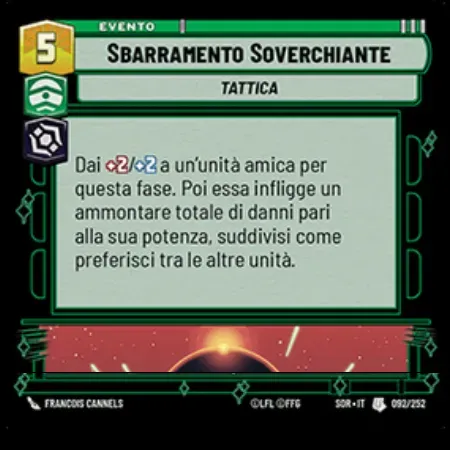 EVENTO
5
SBARRAMENTO SOVERCHIANTE
TATTICA
Dai +2/+2 a un'unità amica per
questa fase. Poi essa infligge un
ammontare totale di danni pari
alla sua potenza, suddivisi come
preferisci tra le altre unità.
FRANCOIS CANNELS
©LFL ©FFG
SOR • IT
092/252